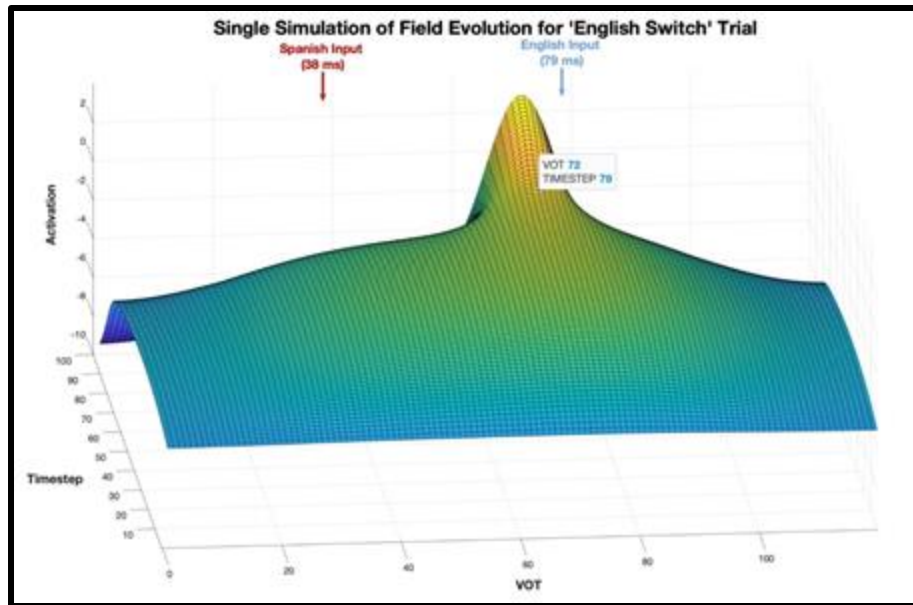 Single Simulation of Field Evolution for 'English Switch' Trial
Spanish Input
(38 ms)
English Input
(79 ms)
VOT 72
TIMESTEP 79
Activation
2
0
-2
-4
-6
-8
-10
100
90
80
70
60
50
40
30
20
10
Timestep
0
20
40
60
80
100
VOT